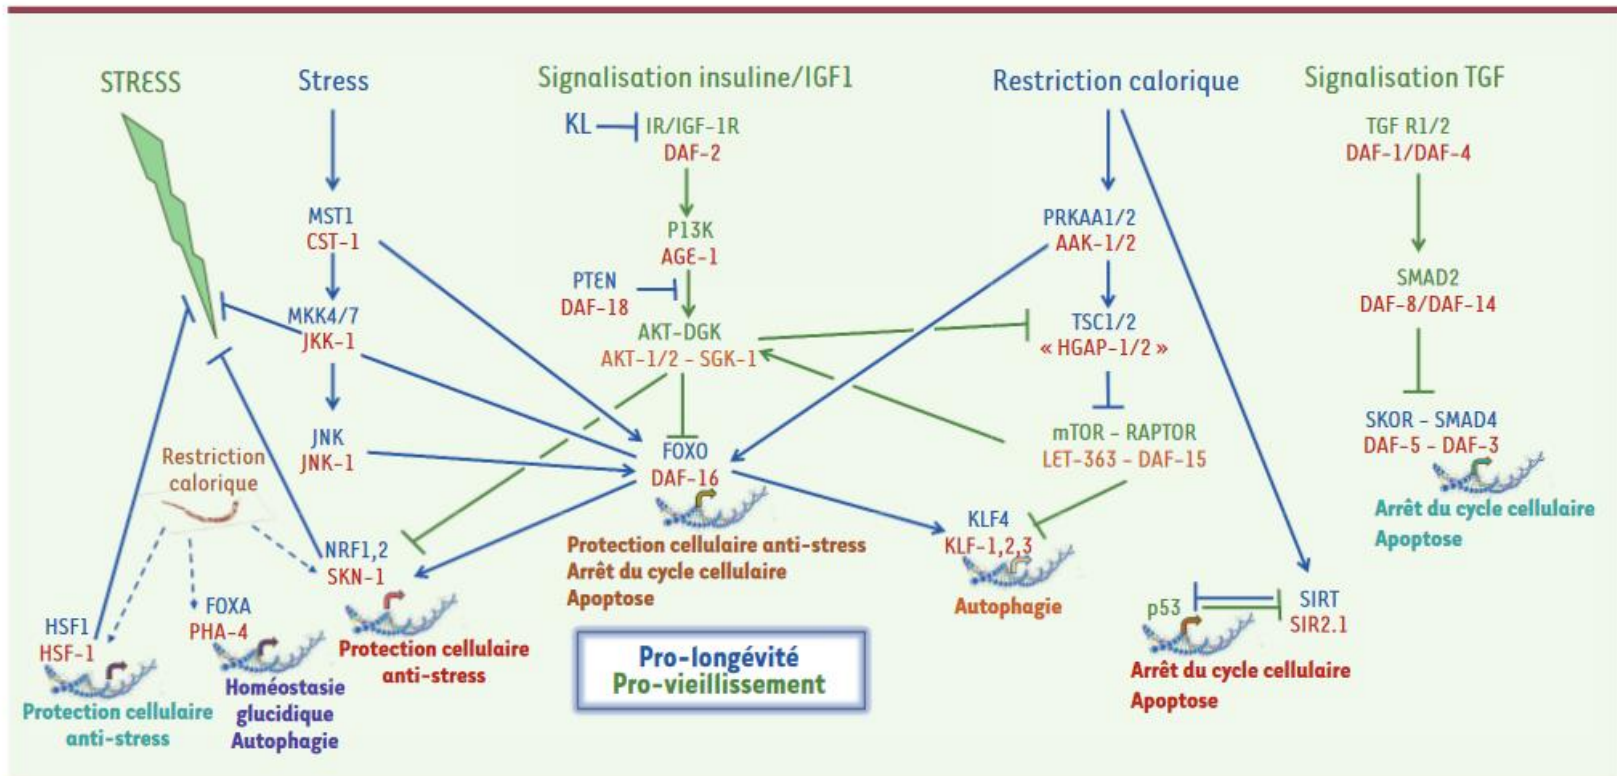 STRESS
Stress
Signalisation insuline/IGF1
Restriction calorique
Signalisation TGF
KL
IR/IGF-1R
DAF-2
TGF R1/2
DAF-1/DAF-4
MST1
CST-1
P13K
AGE-1
PRKAA1/2
AAK-1/2
PTEN
DAF-18
SMAD2
DAF-8/DAF-14
MKK4/7
JKK-1
AKT-DGK
AKT-1/2 - SGK-1
TSC1/2
« HGAP-1/2 »
JNK
JNK-1
FOXO
DAF-16
mTOR - RAPTOR
LET-363 - DAF-15
SKOR - SMAD4
DAF-5 - DAF-3
Arrêt du cycle cellulaire
Apoptose
Restriction
calorique
Protection cellulaire anti-stress
Arrêt du cycle cellulaire
Apoptose
KLF4
KLF-1,2,3
Autophagie
NRF1,2
SKN-1
Protection cellulaire
anti-stress
FOXA
PHA-4
Homéostasie
glucidique
Autophagie
HSF1
HSF-1
Protection cellulaire
anti-stress
p53
SIRT
SIR2.1
Arrêt du cycle cellulaire
Apoptose
Pro-longévité
Pro-vieillissement